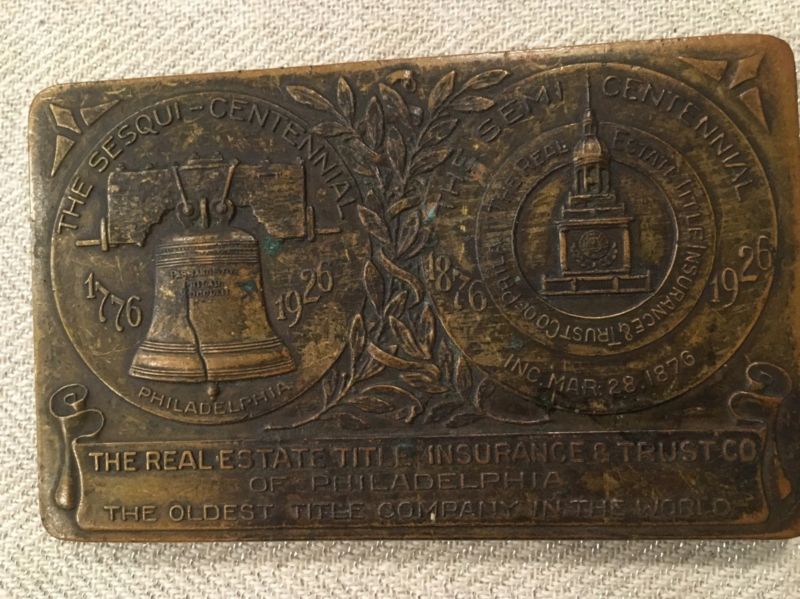 THE SESQUI-CENTENNIAL
1776 1926
PHILADELPHIA
THE SEMI CENTENNIAL
THE REAL ESTATE TITLE INSURANCE & TRUST CO OF PHILA
1876 1926
INC. MAR. 28. 1876
THE REAL ESTATE TITLE INSURANCE & TRUST CO
OF PHILADELPHIA
THE OLDEST TITLE COMPANY IN THE WORLD